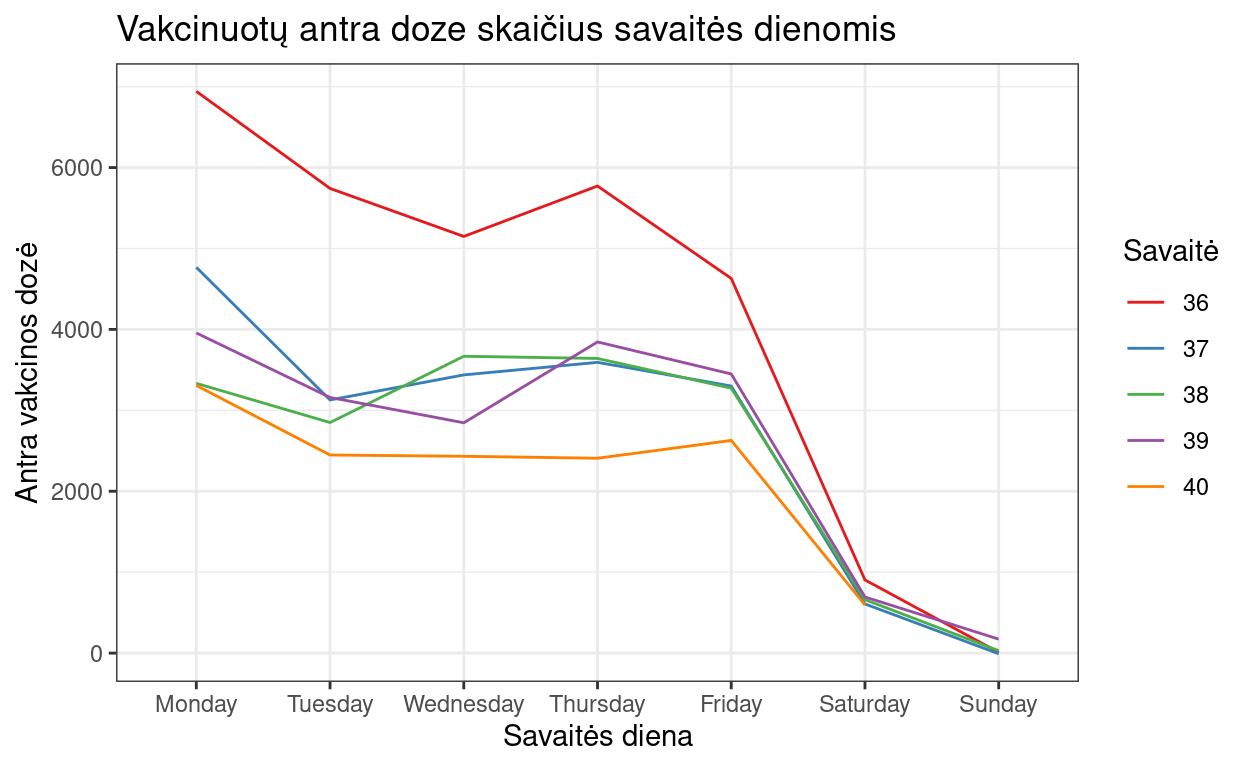 Vakcinuotų antra doze skaičius savaitės dienomis
Antra vakcinos dozė
6000
4000
2000
0
Monday
Tuesday
Wednesday
Thursday
Friday
Saturday
Sunday
Savaitės diena
Savaitė
36
37
38
39
40